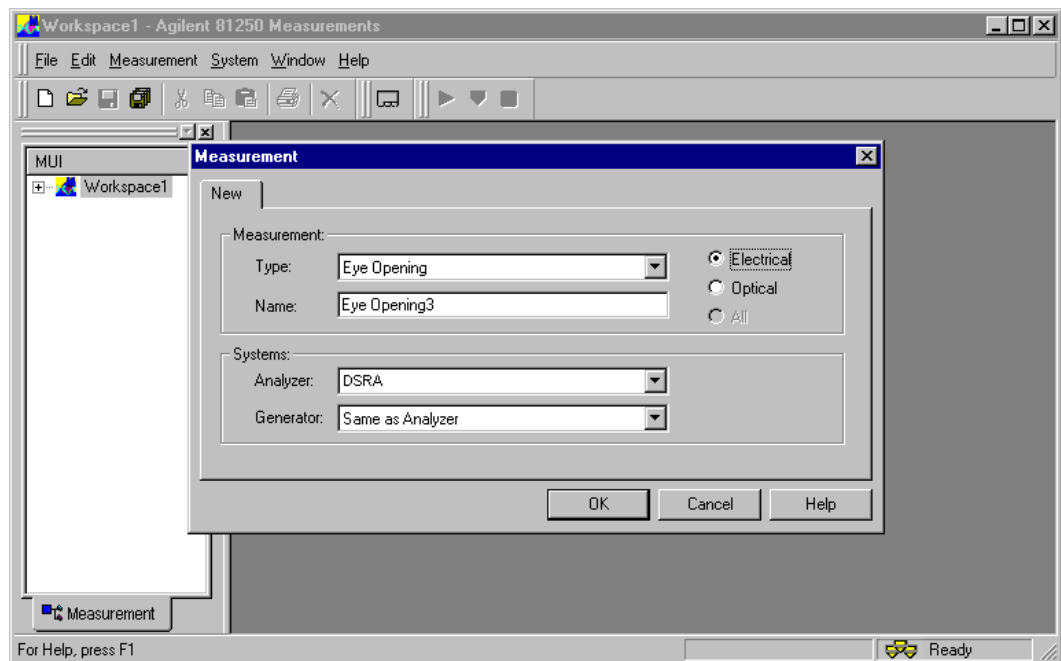 Workspace1 - Agilent 81250 Measurements
File Edit Measurement System Window Help
MUI
Workspace1
Measurement
New
Measurement:
Type: Eye Opening
Name: Eye Opening3
Electrical
Optical
All
Systems:
Analyzer: DSRA
Generator: Same as Analyzer
OK Cancel Help
Measurement
For Help, press F1 Ready